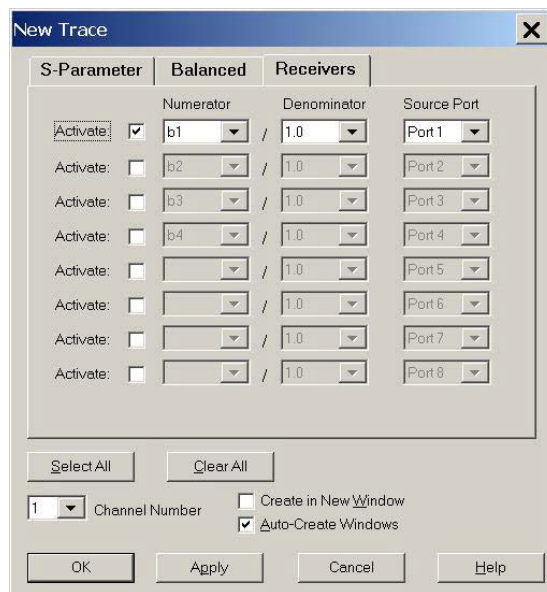 New Trace
S-Parameter Balanced Receivers
Numerator Denominator Source Port
Activate: b1 / 1.0 Port 1
Activate: b2 / 1.0 Port 2
Activate: b3 / 1.0 Port 3
Activate: b4 / 1.0 Port 4
Activate: / 1.0 Port 5
Activate: / 1.0 Port 6
Activate: / 1.0 Port 7
Activate: / 1.0 Port 8
Select All Clear All
1 Channel Number
Create in New Window
Auto-Create Windows
OK Apply Cancel Help